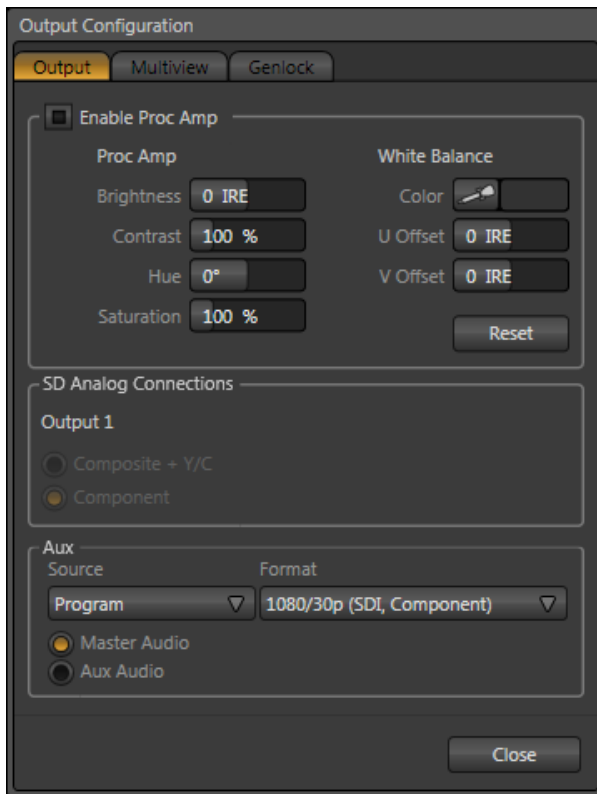 Output Configuration
Output Multiview Genlock
Enable Proc Amp
Proc Amp White Balance
Brightness 0 IRE Color
Contrast 100 % U Offset 0 IRE
Hue 0° V Offset 0 IRE
Saturation 100 % Reset
SD Analog Connections
Output 1
Composite + Y/C
Component
Aux
Source Format
Program 1080/30p (SDI, Component)
Master Audio
Aux Audio
Close